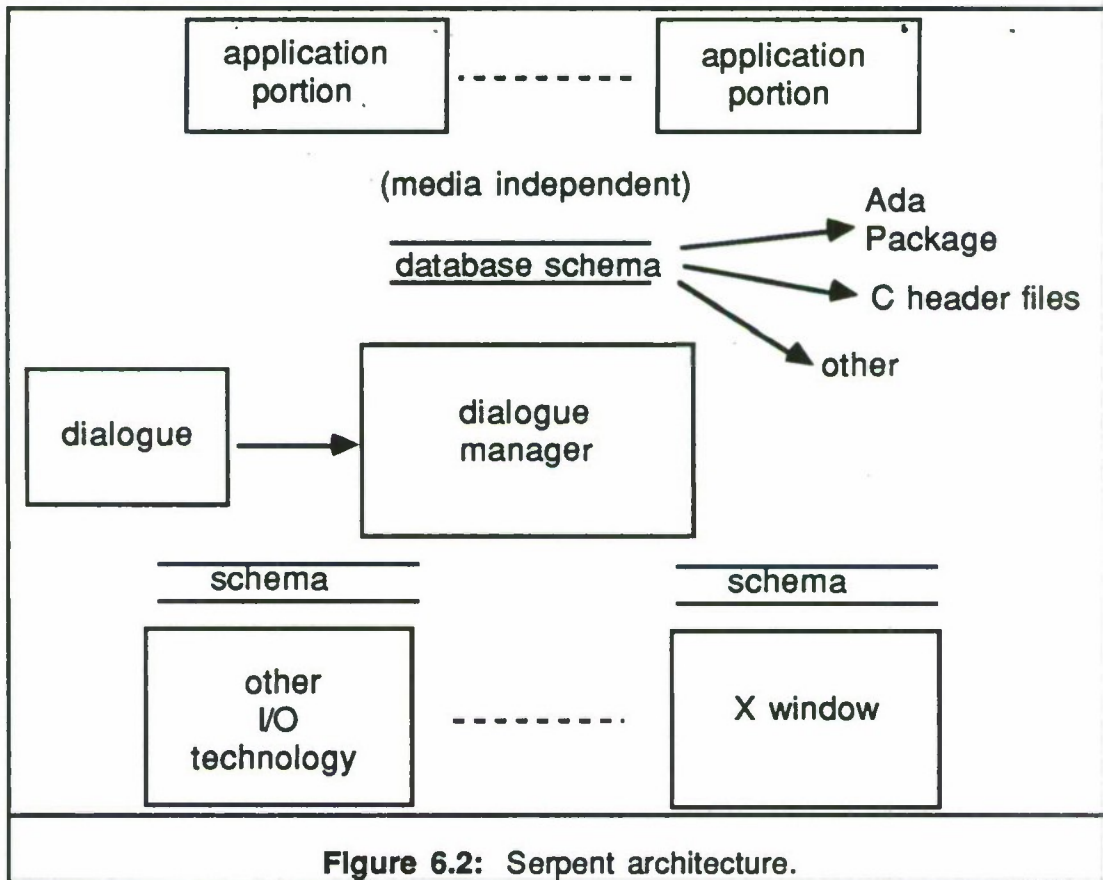 application
portion
application
portion
(media independent)
database schema
Ada
Package
C header files
other
dialogue
dialogue
manager
schema
schema
other
I/O
technology
X window
Figure 6.2: Serpent architecture.